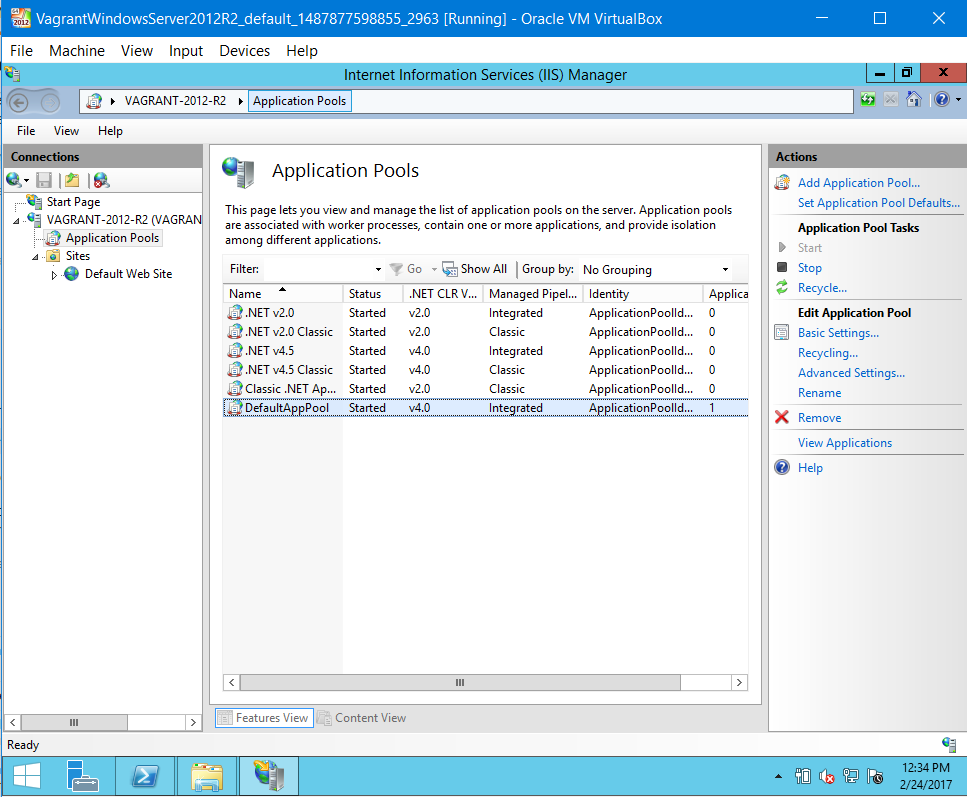 VagrantWindowsServer2012R2_default_1487877598855_2963 [Running] - Oracle VM VirtualBox
File Machine View Input Devices Help
Internet Information Services (IIS) Manager
VAGRANT-2012-R2 Application Pools
File View Help
Connections
Start Page
VAGRANT-2012-R2 (VAGRAN
Application Pools
Sites
Default Web Site
Application Pools
This page lets you view and manage the list of application pools on the server. Application pools
are associated with worker processes, contain one or more applications, and provide isolation
among different applications.
Filter: Go Show All Group by: No Grouping
Name Status .NET CLR V... Managed Pipel... Identity Applica
.NET v2.0 Started v2.0 Integrated ApplicationPoolId... 0
.NET v2.0 Classic Started v2.0 Classic ApplicationPoolId... 0
.NET v4.5 Started v4.0 Integrated ApplicationPoolId... 0
.NET v4.5 Classic Started v4.0 Classic ApplicationPoolId... 0
Classic .NET Ap... Started v2.0 Classic ApplicationPoolId... 0
DefaultAppPool Started v4.0 Integrated ApplicationPoolId... 1
Features View Content View
Actions
Add Application Pool...
Set Application Pool Defaults...
Application Pool Tasks
Start
Stop
Recycle...
Edit Application Pool
Basic Settings...
Recycling...
Advanced Settings...
Rename
Remove
View Applications
Help
Ready
12:34 PM
2/24/2017